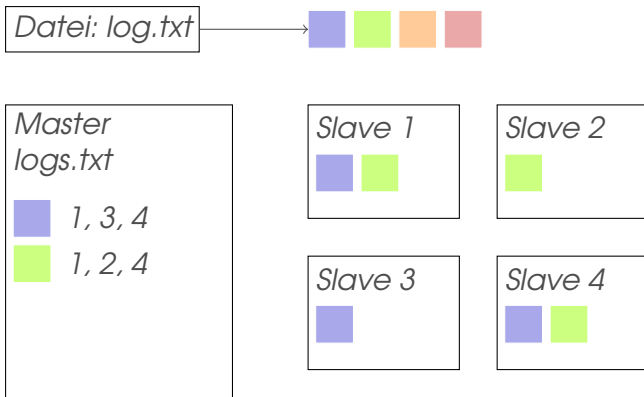 Datei: log.txt
Master
logs.txt
1, 3, 4
1, 2, 4
Slave 1
Slave 2
Slave 3
Slave 4